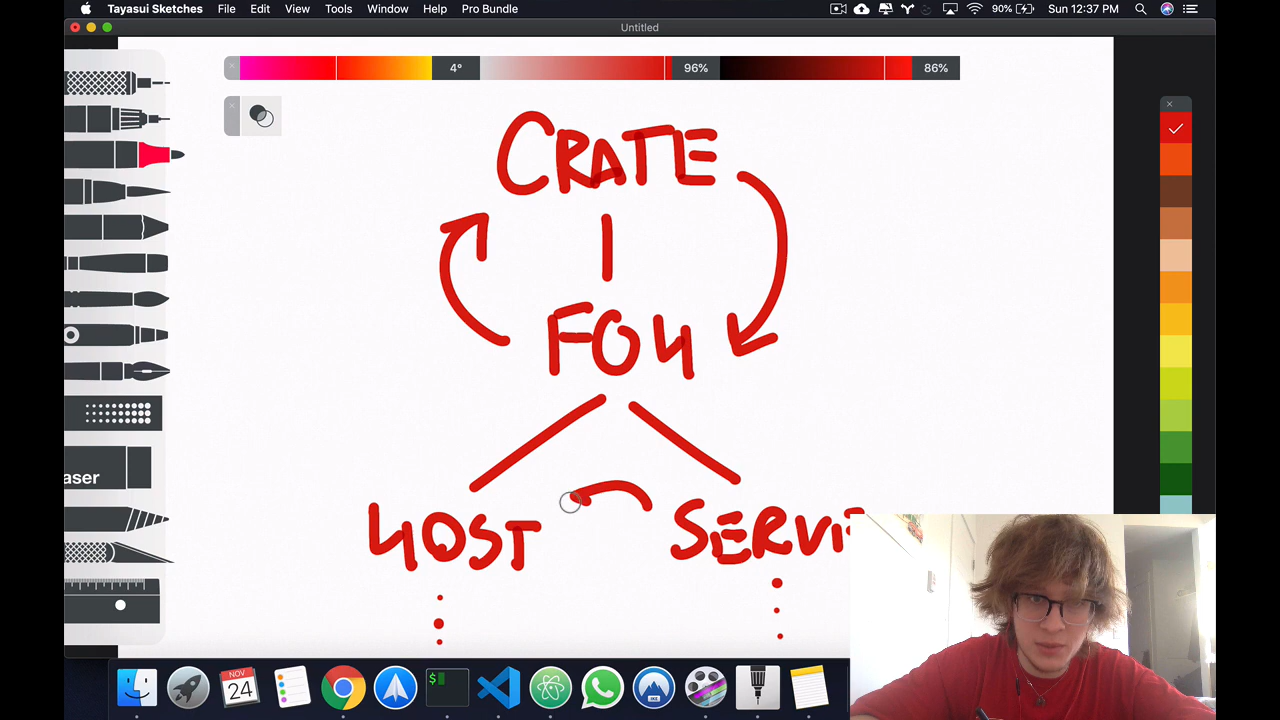 Tayasui Sketches File Edit View Tools Window Help Pro Bundle 90% Sun 12:37 PM
Untitled
4° 96% 86%
CRATE
FOH
HOST SERVI
aser
NOV
24
$